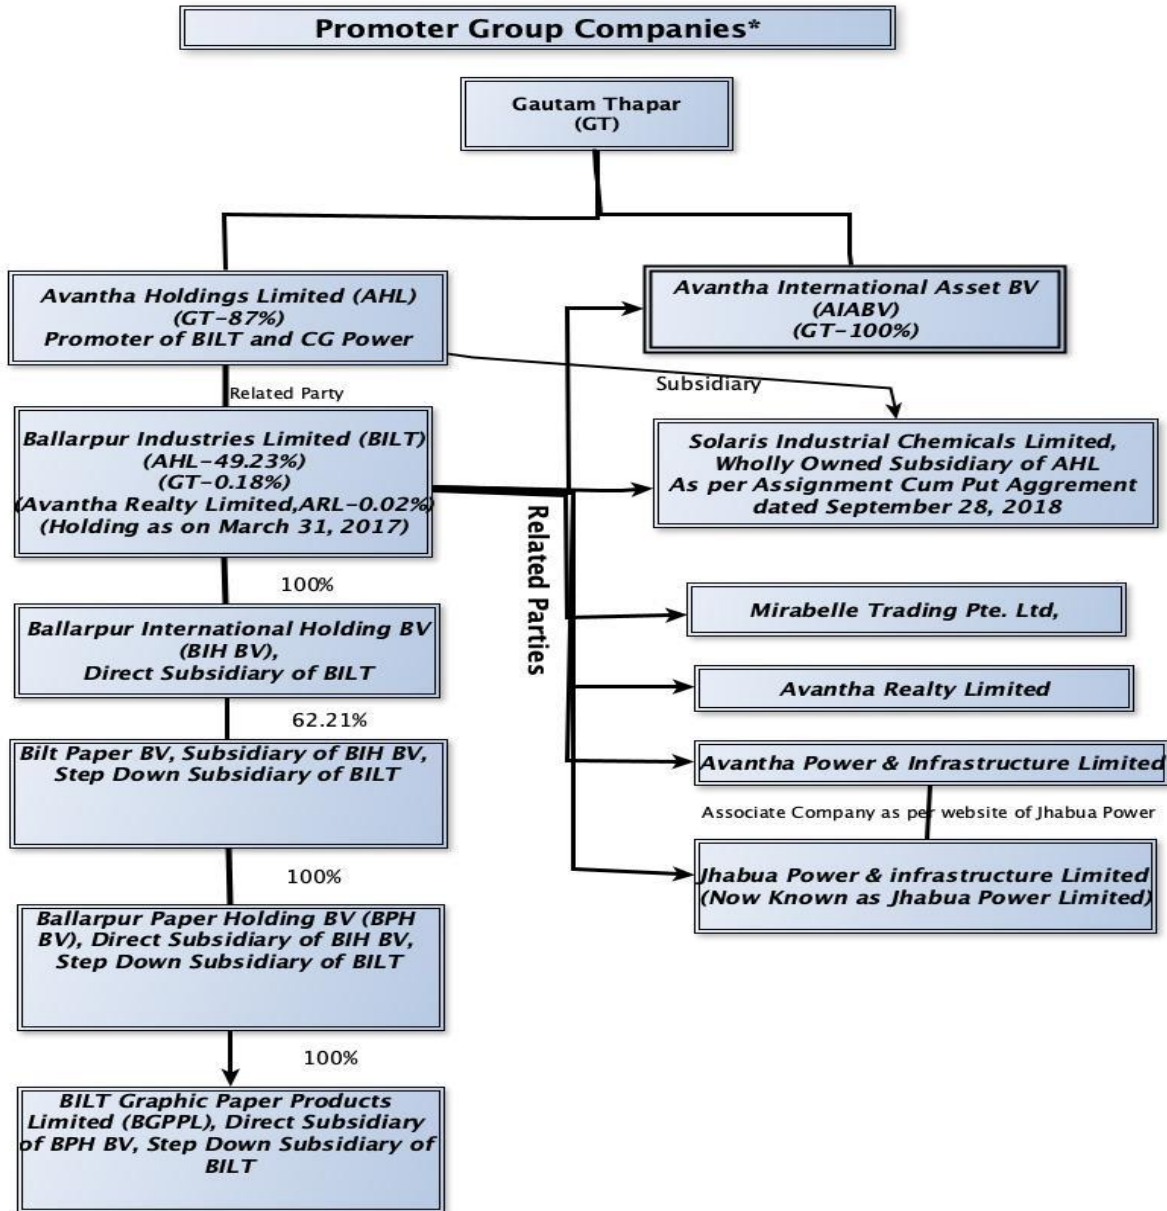 Promoter Group Companies*
Gautam Thapar
(GT)
Avantha Holdings Limited (AHL)
(GT-87%)
Promoter of BILT and CG Power
Avantha International Asset BV
(AIABV)
(GT-100%)
Related Party
Subsidiary
Ballarpur Industries Limited (BILT)
(AHL-49.23%)
(GT-0.18%)
(Avantha Realty Limited,ARL-0.02%)
(Holding as on March 31, 2017)
Solaris Industrial Chemicals Limited,
Wholly Owned Subsidiary of AHL
As per Assignment Cum Put Aggrement
dated September 28, 2018
Related Parties
100%
Ballarpur International Holding BV
(BIH BV),
Direct Subsidiary of BILT
Mirabelle Trading Pte. Ltd,
Avantha Realty Limited
62.21%
Bilt Paper BV, Subsidiary of BIH BV,
Step Down Subsidiary of BILT
Avantha Power & Infrastructure Limited
Associate Company as per website of Jhabua Power
100%
Jhabua Power & infrastructure Limited
(Now Known as Jhabua Power Limited)
Ballarpur Paper Holding BV (BPH
BV), Direct Subsidiary of BIH BV,
Step Down Subsidiary of BILT
100%
BILT Graphic Paper Products
Limited (BGPPL), Direct Subsidiary
of BPH BV, Step Down Subsidiary of
BILT